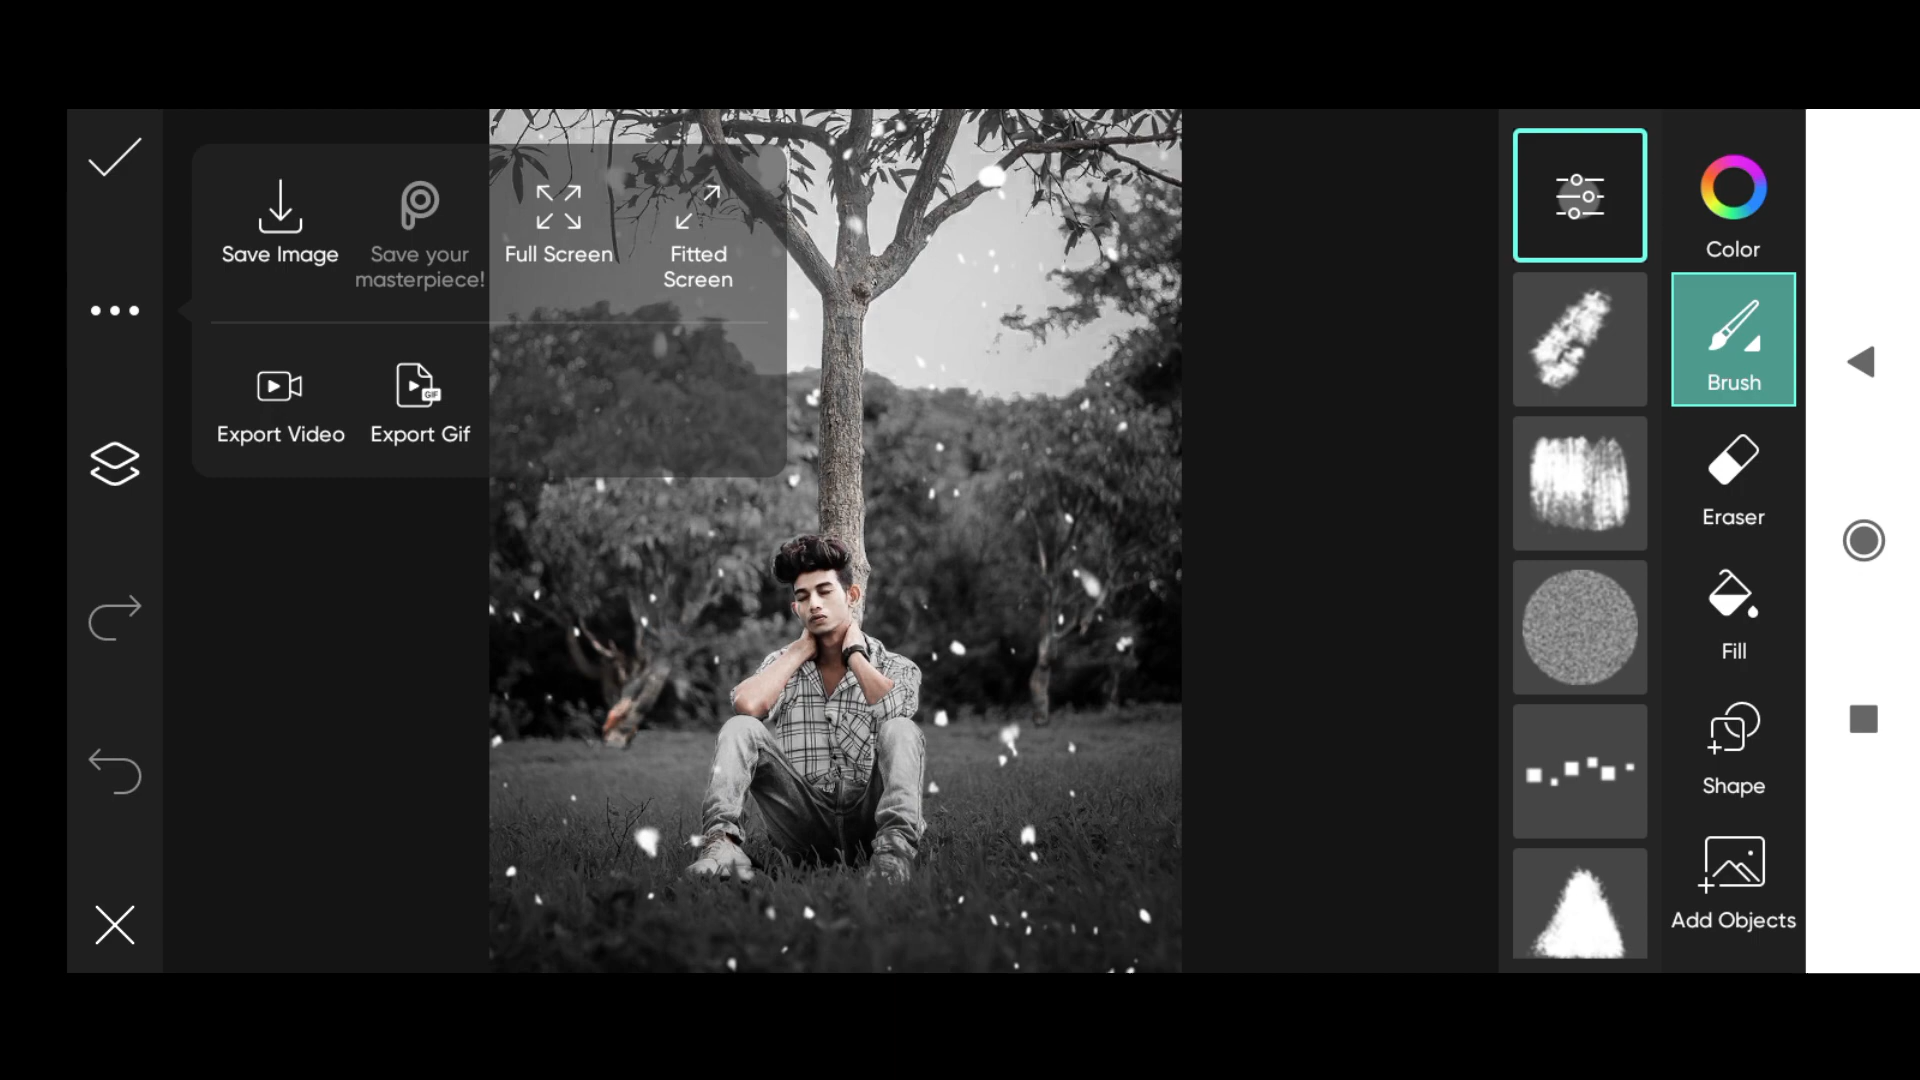 Save Image
Save your
masterpiece!
Full Screen
Fitted
Screen
Export Video
GIF
Export Gif
Color
Brush
Eraser
Fill
Shape
Add Objects